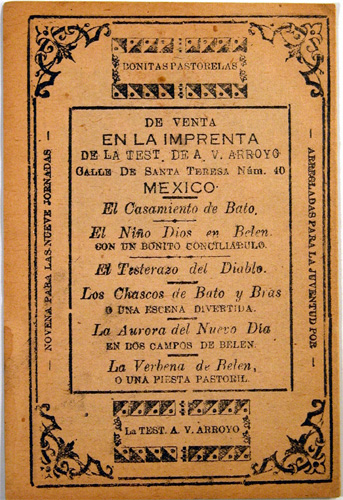 BONITAS PASTORELAS
DE VENTA
EN LA IMPRENTA
DE LA TEST. DE A. V. ARROYO
CALLE DE SANTA TERESA NÚM. 40
MEXICO.
El Casamiento de Bato.
El Niño Dios en Belen.
CON UN BONITO CONCILIABULO.
El Testerazo del Diablo.
Los Chascos de Bato y Bras
O UNA ESCENA DIVERTIDA.
La Aurora del Nuevo Dia
EN DOS CAMPOS DE BELEN.
La Verbena de Belen,
O UNA FIESTA PASTORIL.
LA TEST. A. V. ARROYO
— NOVENA PARA LAS NUEVE JORNADAS —
— ARREGLADAS PARA LA JUVENTUD POR —